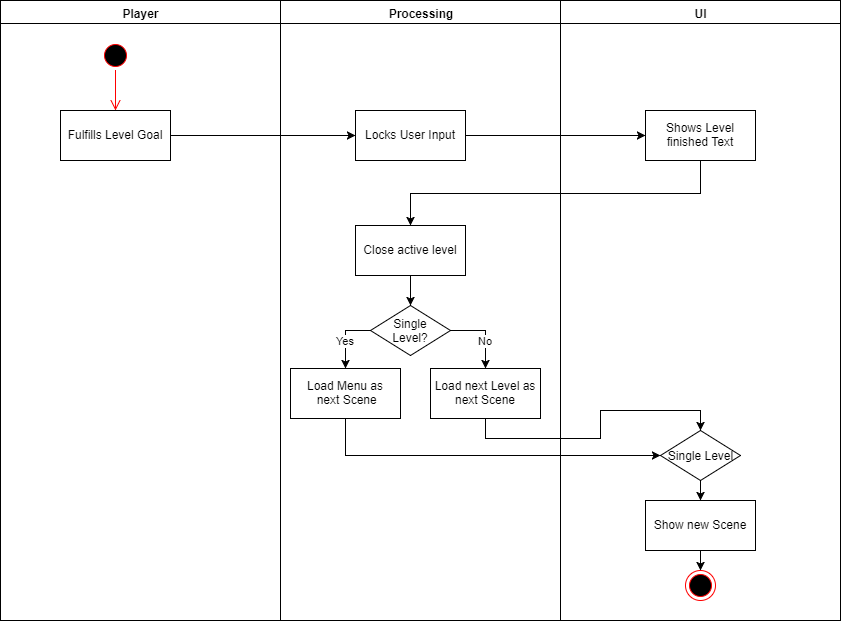 Player
Processing
UI
Fulfills Level Goal
Locks User Input
Shows Level
finished Text
Close active level
Single
Level?
Yes
No
Load Menu as
next Scene
Load next Level as
next Scene
Single Level
Show new Scene